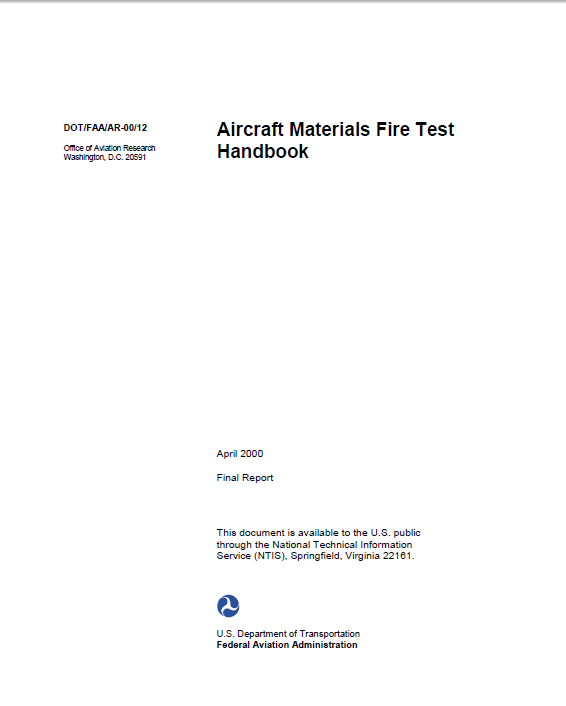 DOT/FAA/AR-00/12
Office of Aviation Research
Washington, D.C. 20591
Aircraft Materials Fire Test
Handbook
April 2000
Final Report
This document is available to the U.S. public
through the National Technical Information
Service (NTIS), Springfield, Virginia 22161.
U.S. Department of Transportation
Federal Aviation Administration